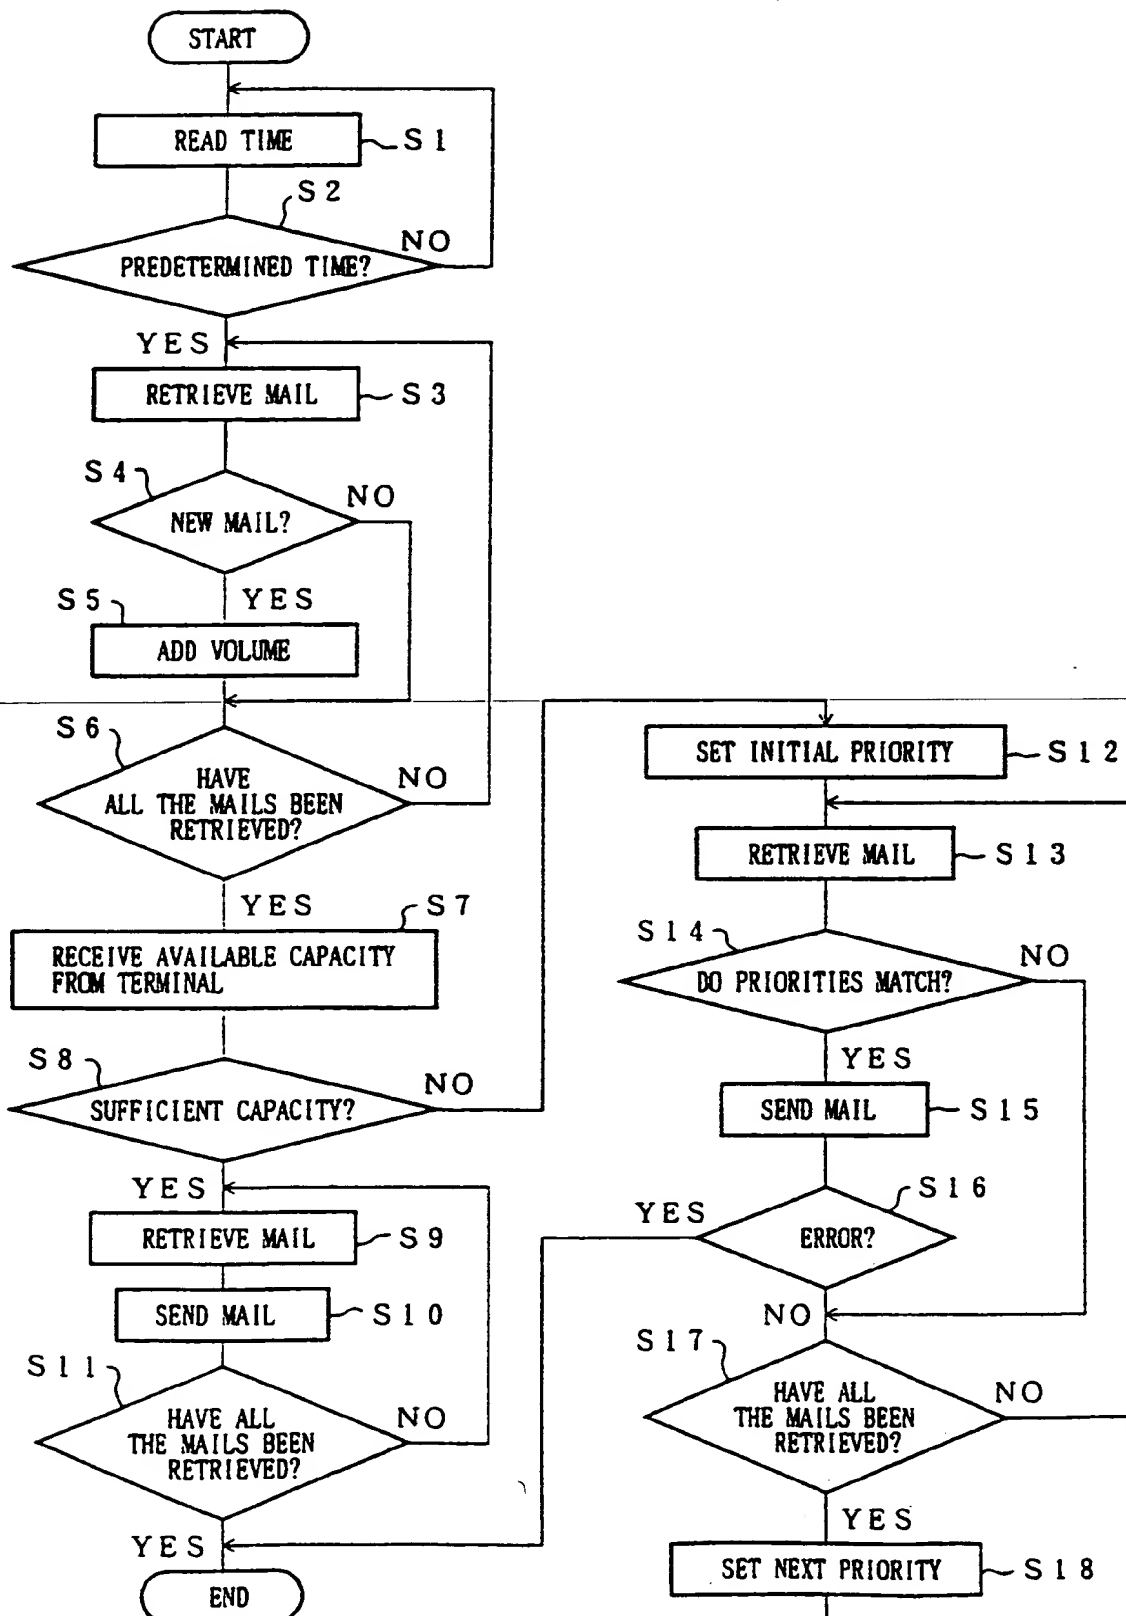 START
READ TIME
S1
S2
PREDETERMINED TIME?
NO
YES
RETRIEVE MAIL
S3
S4
NEW MAIL?
NO
YES
S5
ADD VOLUME
S6
HAVE
ALL THE MAILS BEEN
RETRIEVED?
NO
YES
S7
RECEIVE AVAILABLE CAPACITY
FROM TERMINAL
S8
SUFFICIENT CAPACITY?
NO
YES
RETRIEVE MAIL
S9
SEND MAIL
S10
S11
HAVE ALL
THE MAILS BEEN
RETRIEVED?
NO
YES
END
SET INITIAL PRIORITY
S12
RETRIEVE MAIL
S13
S14
DO PRIORITIES MATCH?
NO
YES
SEND MAIL
S15
S16
ERROR?
YES
NO
S17
HAVE ALL
THE MAILS BEEN
RETRIEVED?
NO
YES
SET NEXT PRIORITY
S18